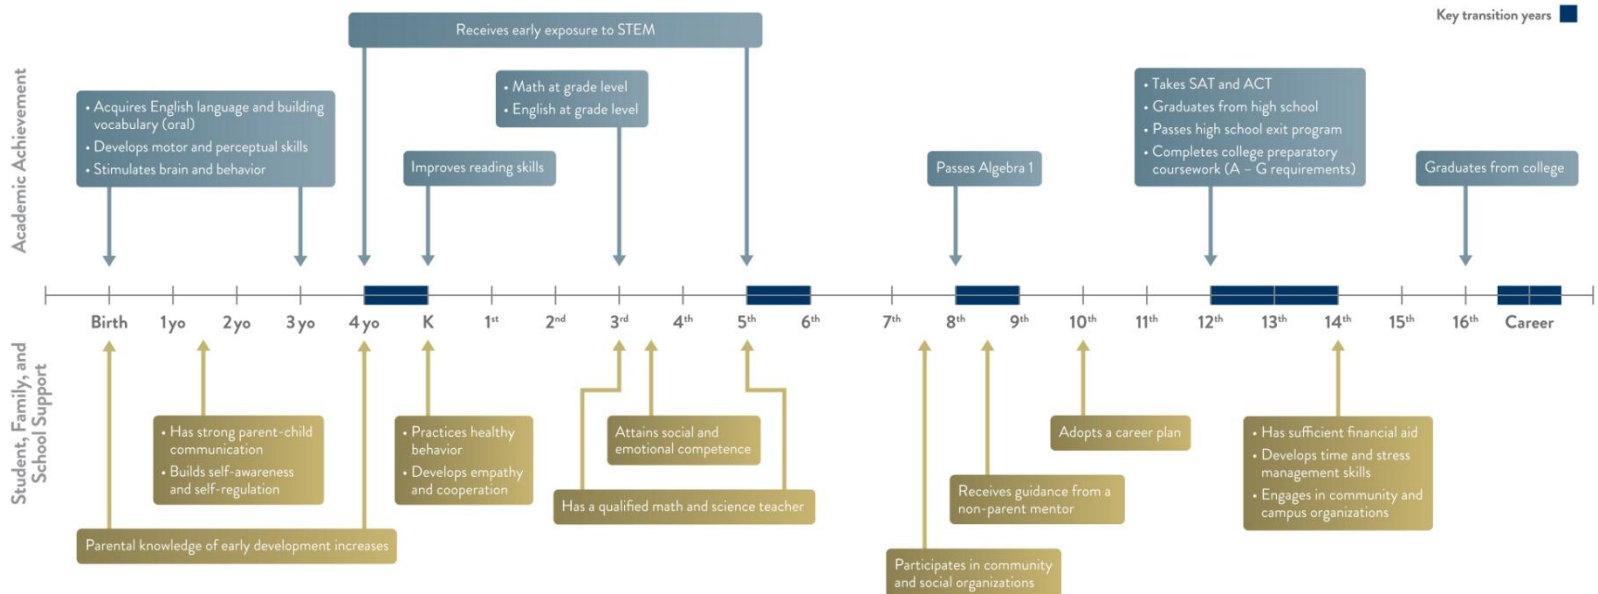 Key transition years
Academic Achievement
Receives early exposure to STEM
• Acquires English language and building
vocabulary (oral)
• Develops motor and perceptual skills
• Stimulates brain and behavior
• Math at grade level
• English at grade level
Improves reading skills
Passes Algebra 1
• Takes SAT and ACT
• Graduates from high school
• Passes high school exit program
• Completes college preparatory
coursework (A – G requirements)
Graduates from college
Birth 1 yo 2 yo 3 yo 4 yo K 1st 2nd 3rd 4th 5th 6th 7th 8th 9th 10th 11th 12th 13th 14th 15th 16th Career
Student, Family, and
School Support
• Has strong parent-child
communication
• Builds self-awareness
and self-regulation
Parental knowledge of early development increases
• Practices healthy
behavior
• Develops empathy
and cooperation
Attains social and
emotional competence
Has a qualified math and science teacher
Participates in community
and social organizations
Receives guidance from a
non-parent mentor
Adopts a career plan
• Has sufficient financial aid
• Develops time and stress
management skills
• Engages in community and
campus organizations